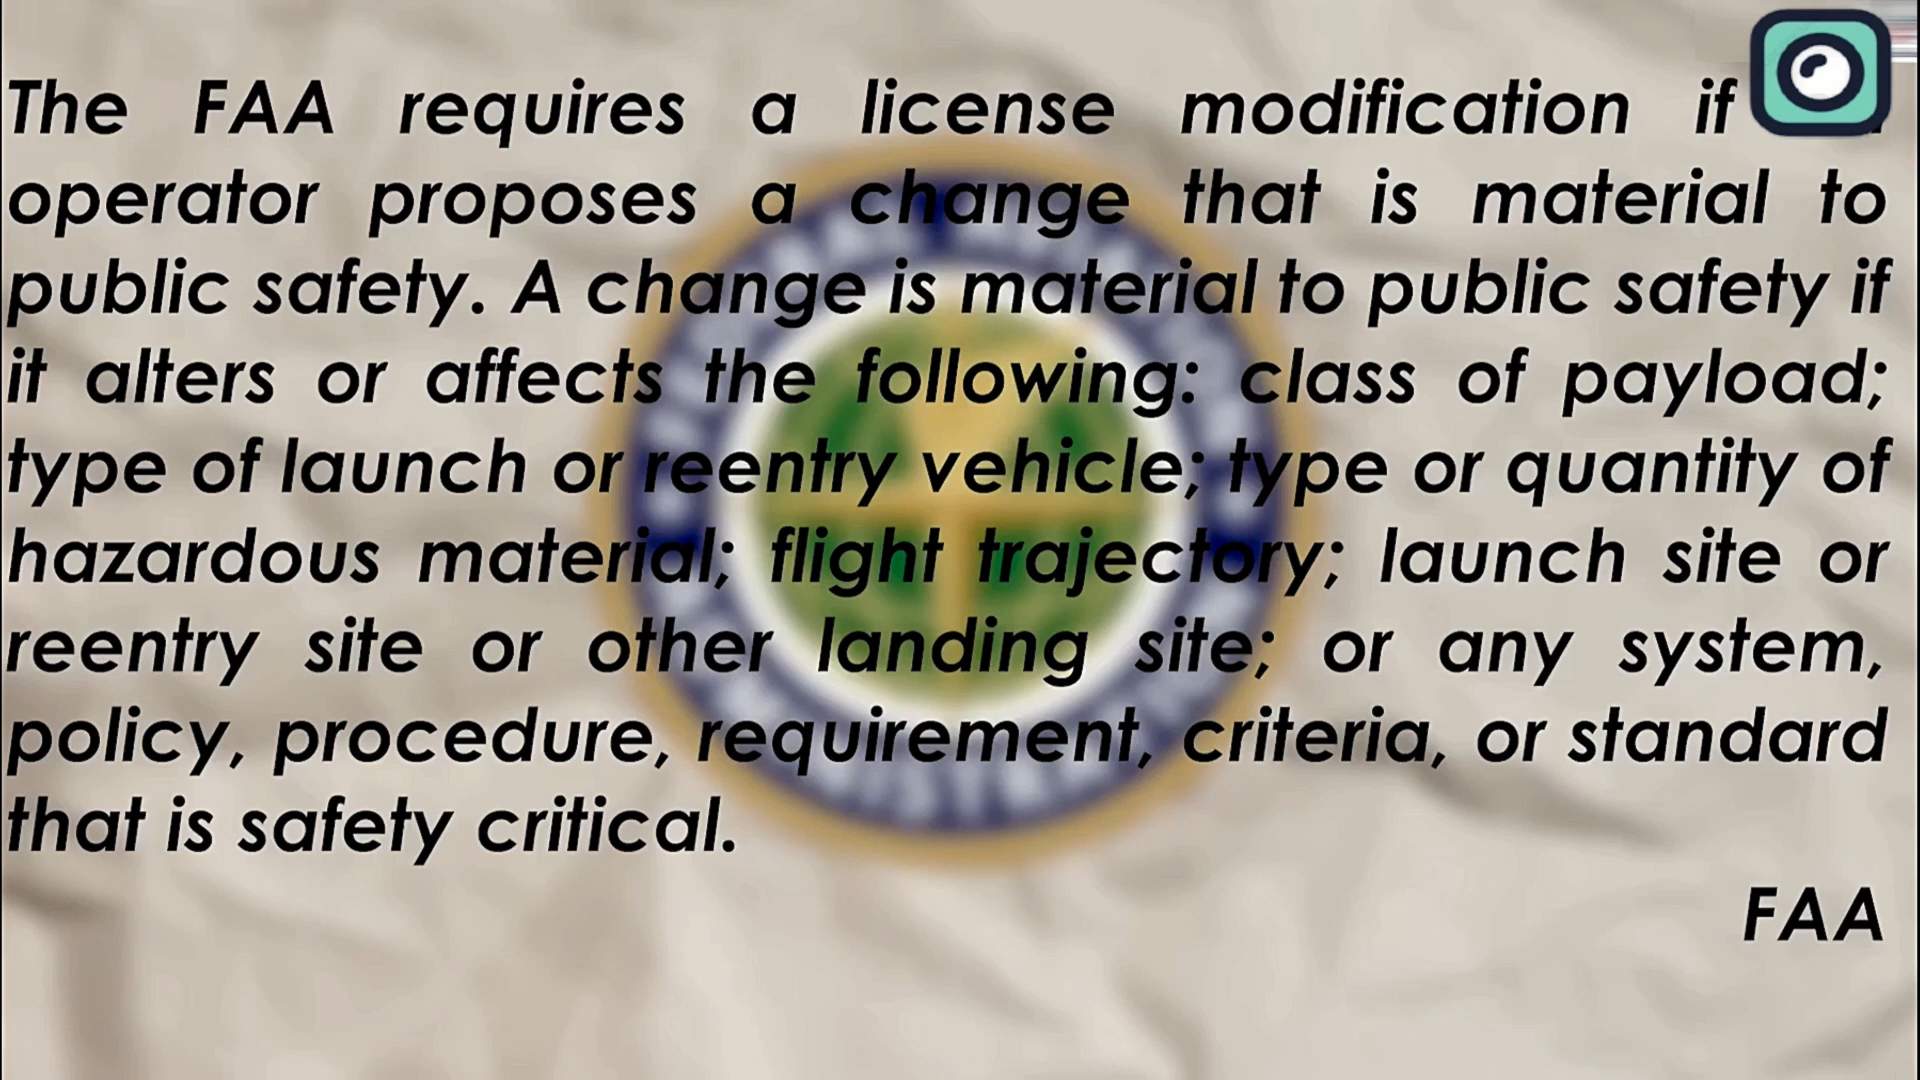 The FAA requires a license modification if
operator proposes a change that is material to
public safety. A change is material to public safety if
it alters or affects the following: class of payload;
type of launch or reentry vehicle; type or quantity of
hazardous material; flight trajectory; launch site or
reentry site or other landing site; or any system,
policy, procedure, requirement, criteria, or standard
that is safety critical.
FAA